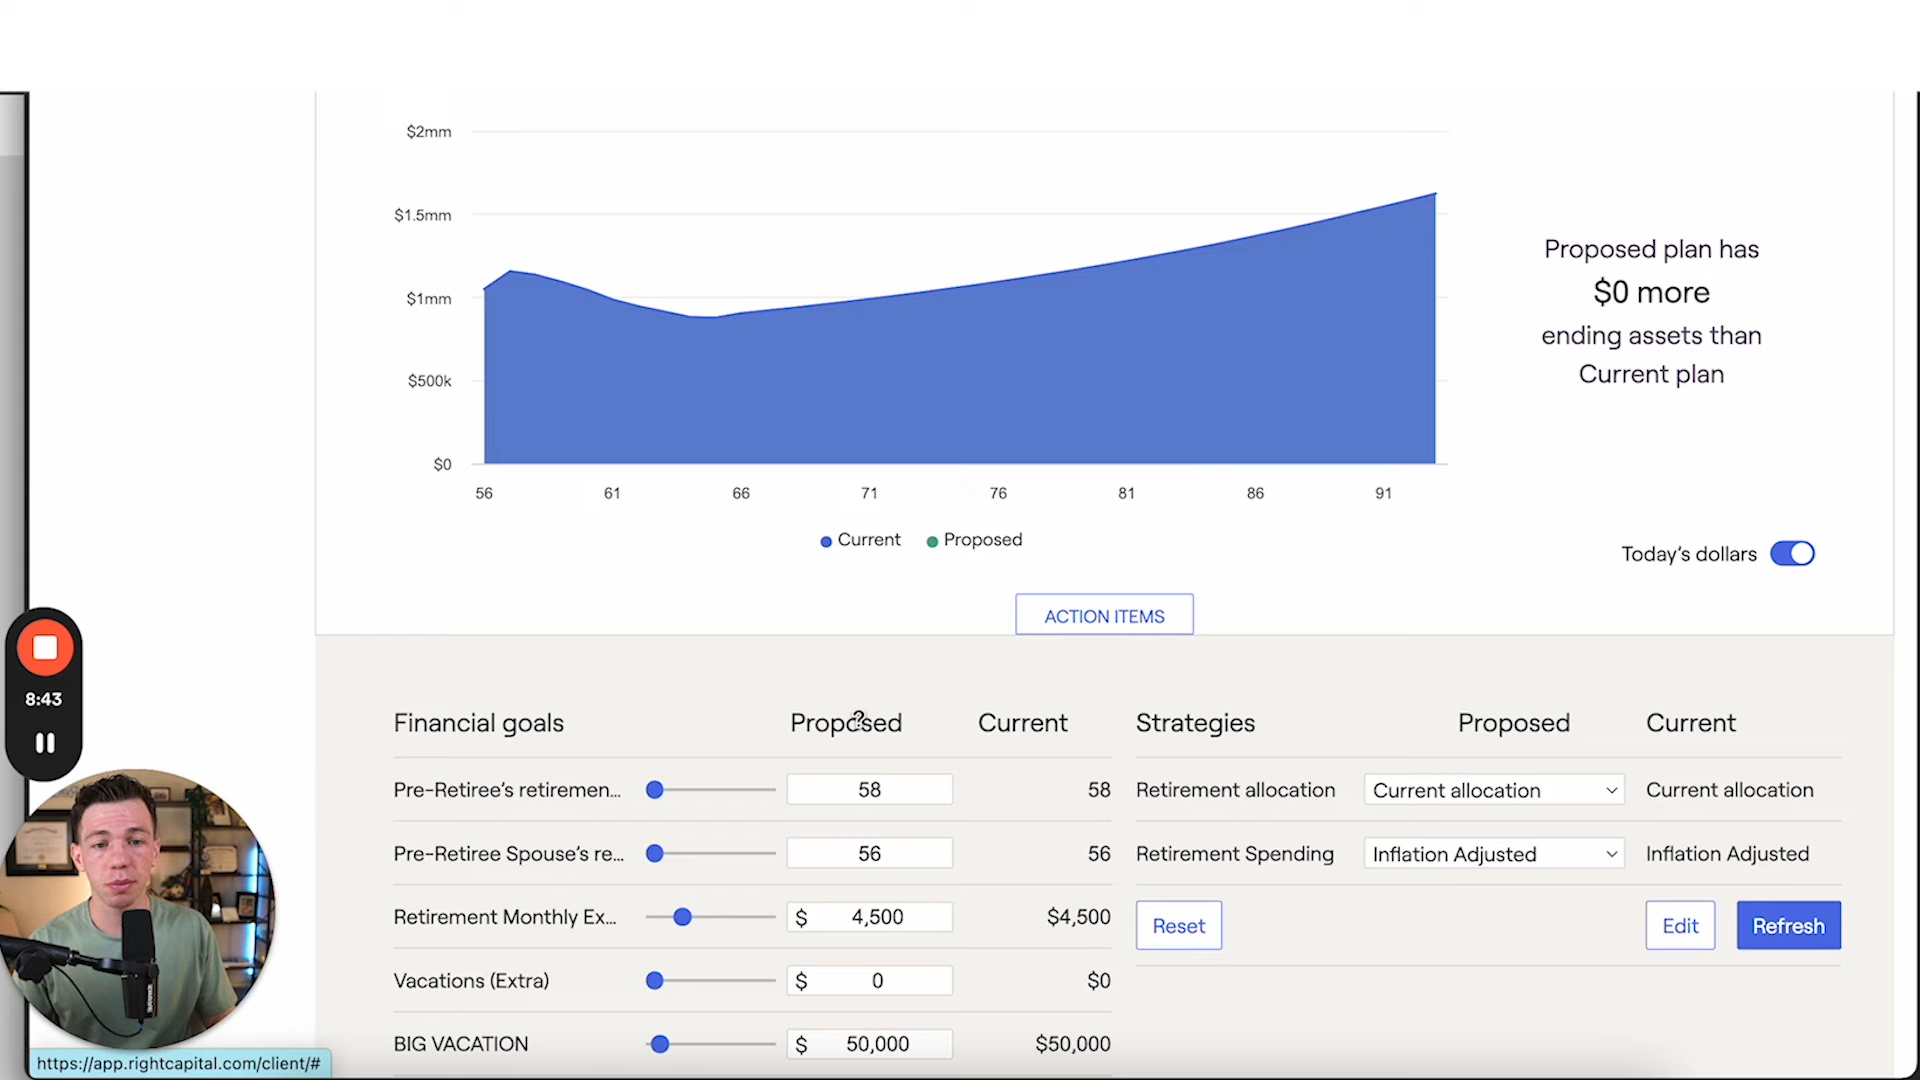 $2mm
$1.5mm
$1mm
$500k
$0
56 61 66 71 76 81 86 91
Current Proposed
Proposed plan has
$0 more
ending assets than
Current plan
Today's dollars
ACTION ITEMS
Financial goals Proposed Current
Pre-Retiree's retiremen... 58 58
Pre-Retiree Spouse's re... 56 56
Retirement Monthly Ex... $ 4,500 $4,500
Vacations (Extra) $ 0 $0
BIG VACATION $ 50,000 $50,000
Strategies Proposed Current
Retirement allocation Current allocation Current allocation
Retirement Spending Inflation Adjusted Inflation Adjusted
Reset Edit Refresh
8:43
https://app.rightcapital.com/client/#